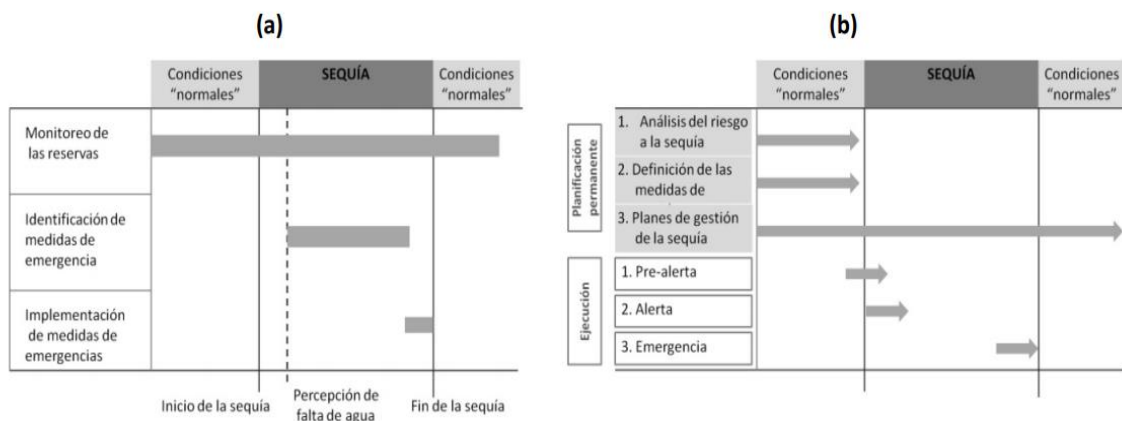 (a)
Condiciones
"normales"
SEQUÍA
Condiciones
"normales"
Monitoreo de
las reservas
Identificación de
medidas de
emergencia
Implementación
de medidas de
emergencias
Inicio de la sequía
Percepción de
falta de agua
Fin de la sequía
(b)
Condiciones
"normales"
SEQUÍA
Condiciones
"normales"
Planificación
permanente
1. Análisis del riesgo
a la sequía
2. Definición de las
medidas de
3. Planes de gestión
de la sequía
Ejecución
1. Pre-alerta
2. Alerta
3. Emergencia